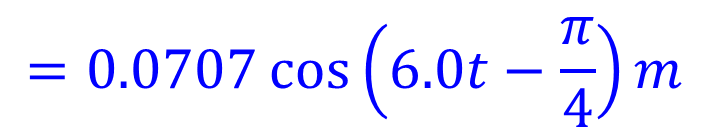 = 0.0707 cos (6.0t − π/4) m